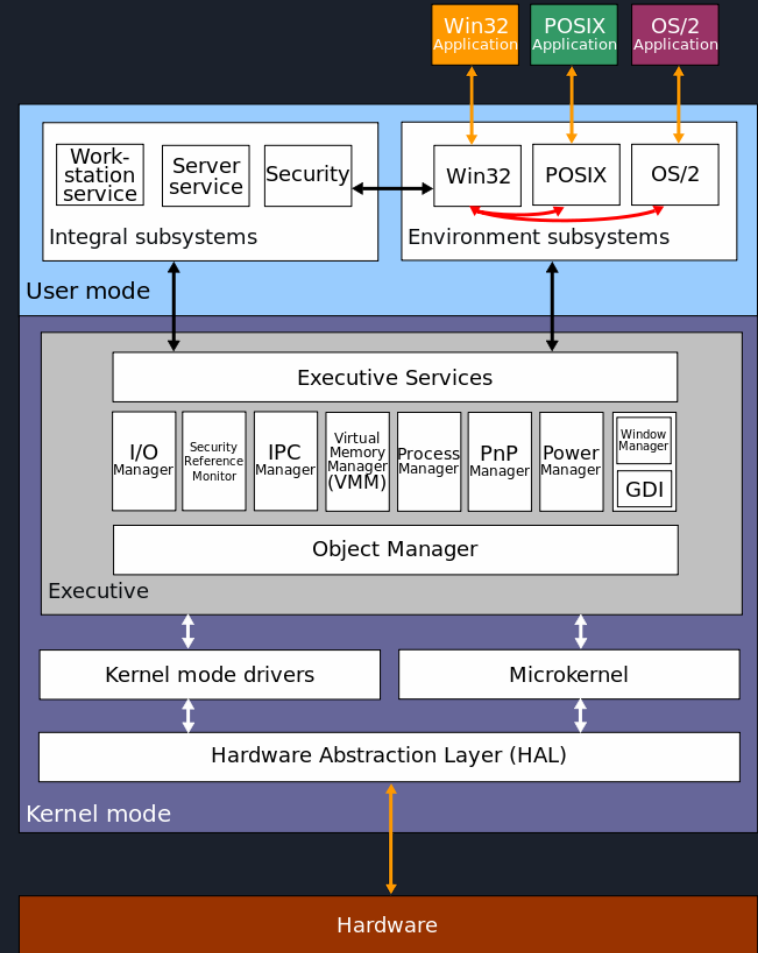 Win32
Application
POSIX
Application
OS/2
Application
Work-
station
service
Server
service
Security
Integral subsystems
Win32
POSIX
OS/2
Environment subsystems
User mode
Executive Services
I/O
Manager
Security
Reference
Monitor
IPC
Manager
Virtual
Memory
Manager
(VMM)
Process
Manager
PnP
Manager
Power
Manager
Window
Manager
GDI
Object Manager
Executive
Kernel mode drivers
Microkernel
Hardware Abstraction Layer (HAL)
Kernel mode
Hardware